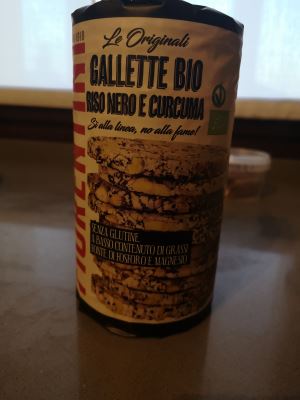 Le Originali
GALLETTE BIO
RISO NERO E CURCUMA
Sì alla linea, no alla fame!
FIORENTINI
SENZA GLUTINE,
A BASSO CONTENUTO DI GRASSI
FONTE DI FOSFORO E MAGNESIO